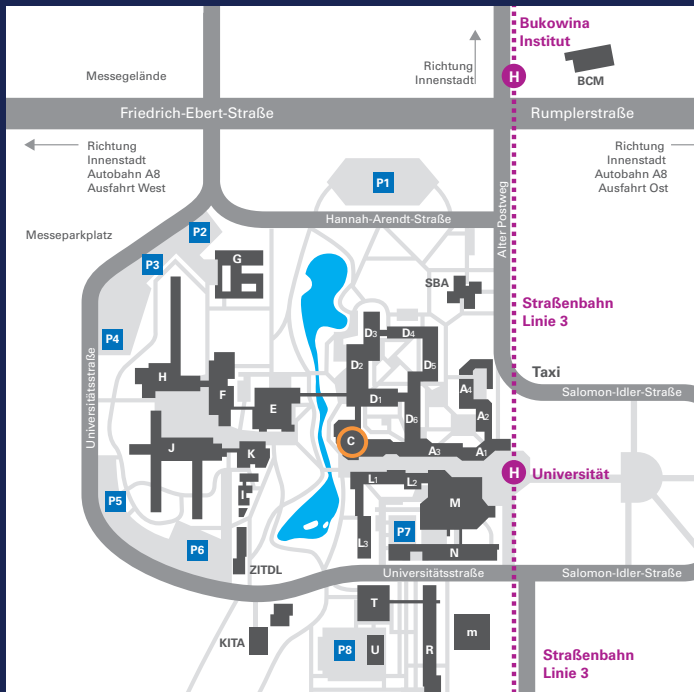 Bukowina
Institut
Richtung
Innenstadt
H
BCM
Messegelände
Friedrich-Ebert-Straße
Rumplerstraße
Richtung
Innenstadt
Autobahn A8
Ausfahrt West
Richtung
Innenstadt
Autobahn A8
Ausfahrt Ost
P1
Hannah-Arendt-Straße
Alter Postweg
Messeparkplatz
P2
P3
G
SBA
Straßenbahn
Linie 3
P4
D3
D4
D2
D5
Universitätsstraße
H
F
E
D1
D6
A4
A2
Taxi
Salomon-Idler-Straße
J
K
C
A3
A1
H
Universität
I
L1
L2
M
P5
P6
P7
L3
N
ZITDL
Universitätsstraße
Salomon-Idler-Straße
T
KITA
P8
U
R
m
Straßenbahn
Linie 3